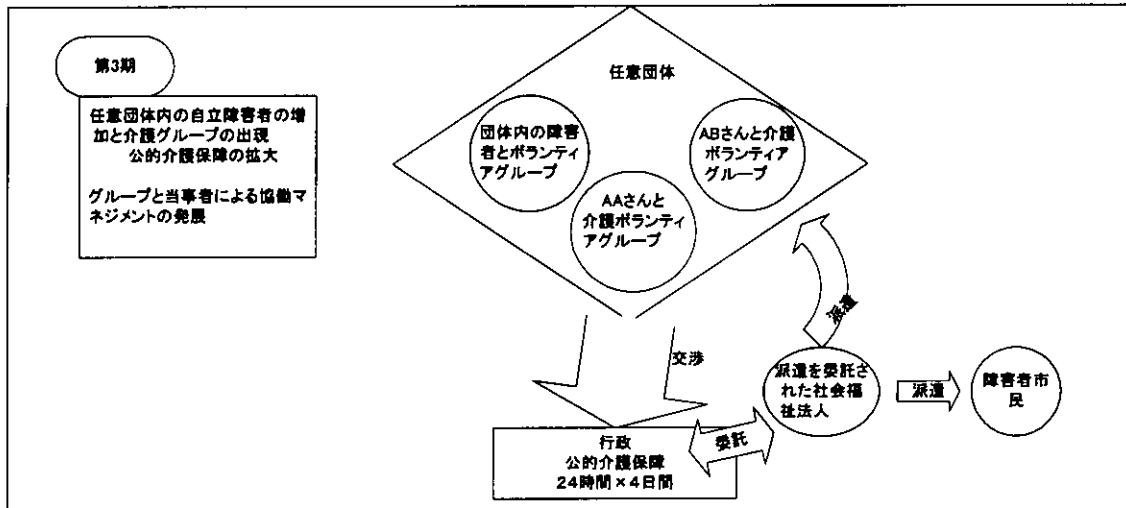 第3期
任意団体内の自立障害者の増
加と介護グループの出現
公的介護保障の拡大
グループと当事者による協働マ
ネジメントの発展
任意団体
団体内の障害
者とボランティ
アグループ
ABさんと介護
ボランティア
グループ
AAさんと
介護ボランティ
アグループ
交渉
派遣
派遣を委託さ
れた社会福
祉法人
派遣
障害者市
民
委託
行政
公的介護保障
24時間×4日間